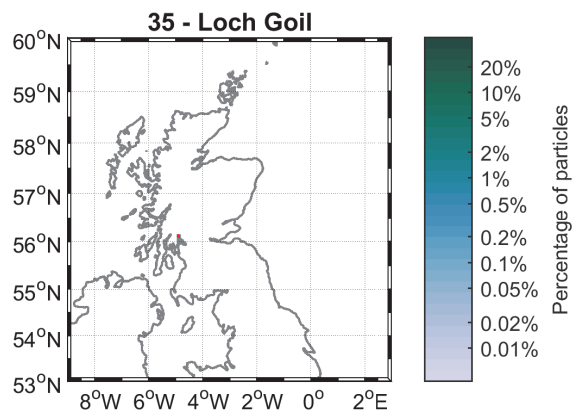 35 - Loch Goil
60°N
59°N
58°N
57°N
56°N
55°N
54°N
53°N
8°W 6°W 4°W 2°W 0° 2°E
20%
10%
5%
2%
1%
0.5%
0.2%
0.1%
0.05%
0.02%
0.01%
Percentage of particles